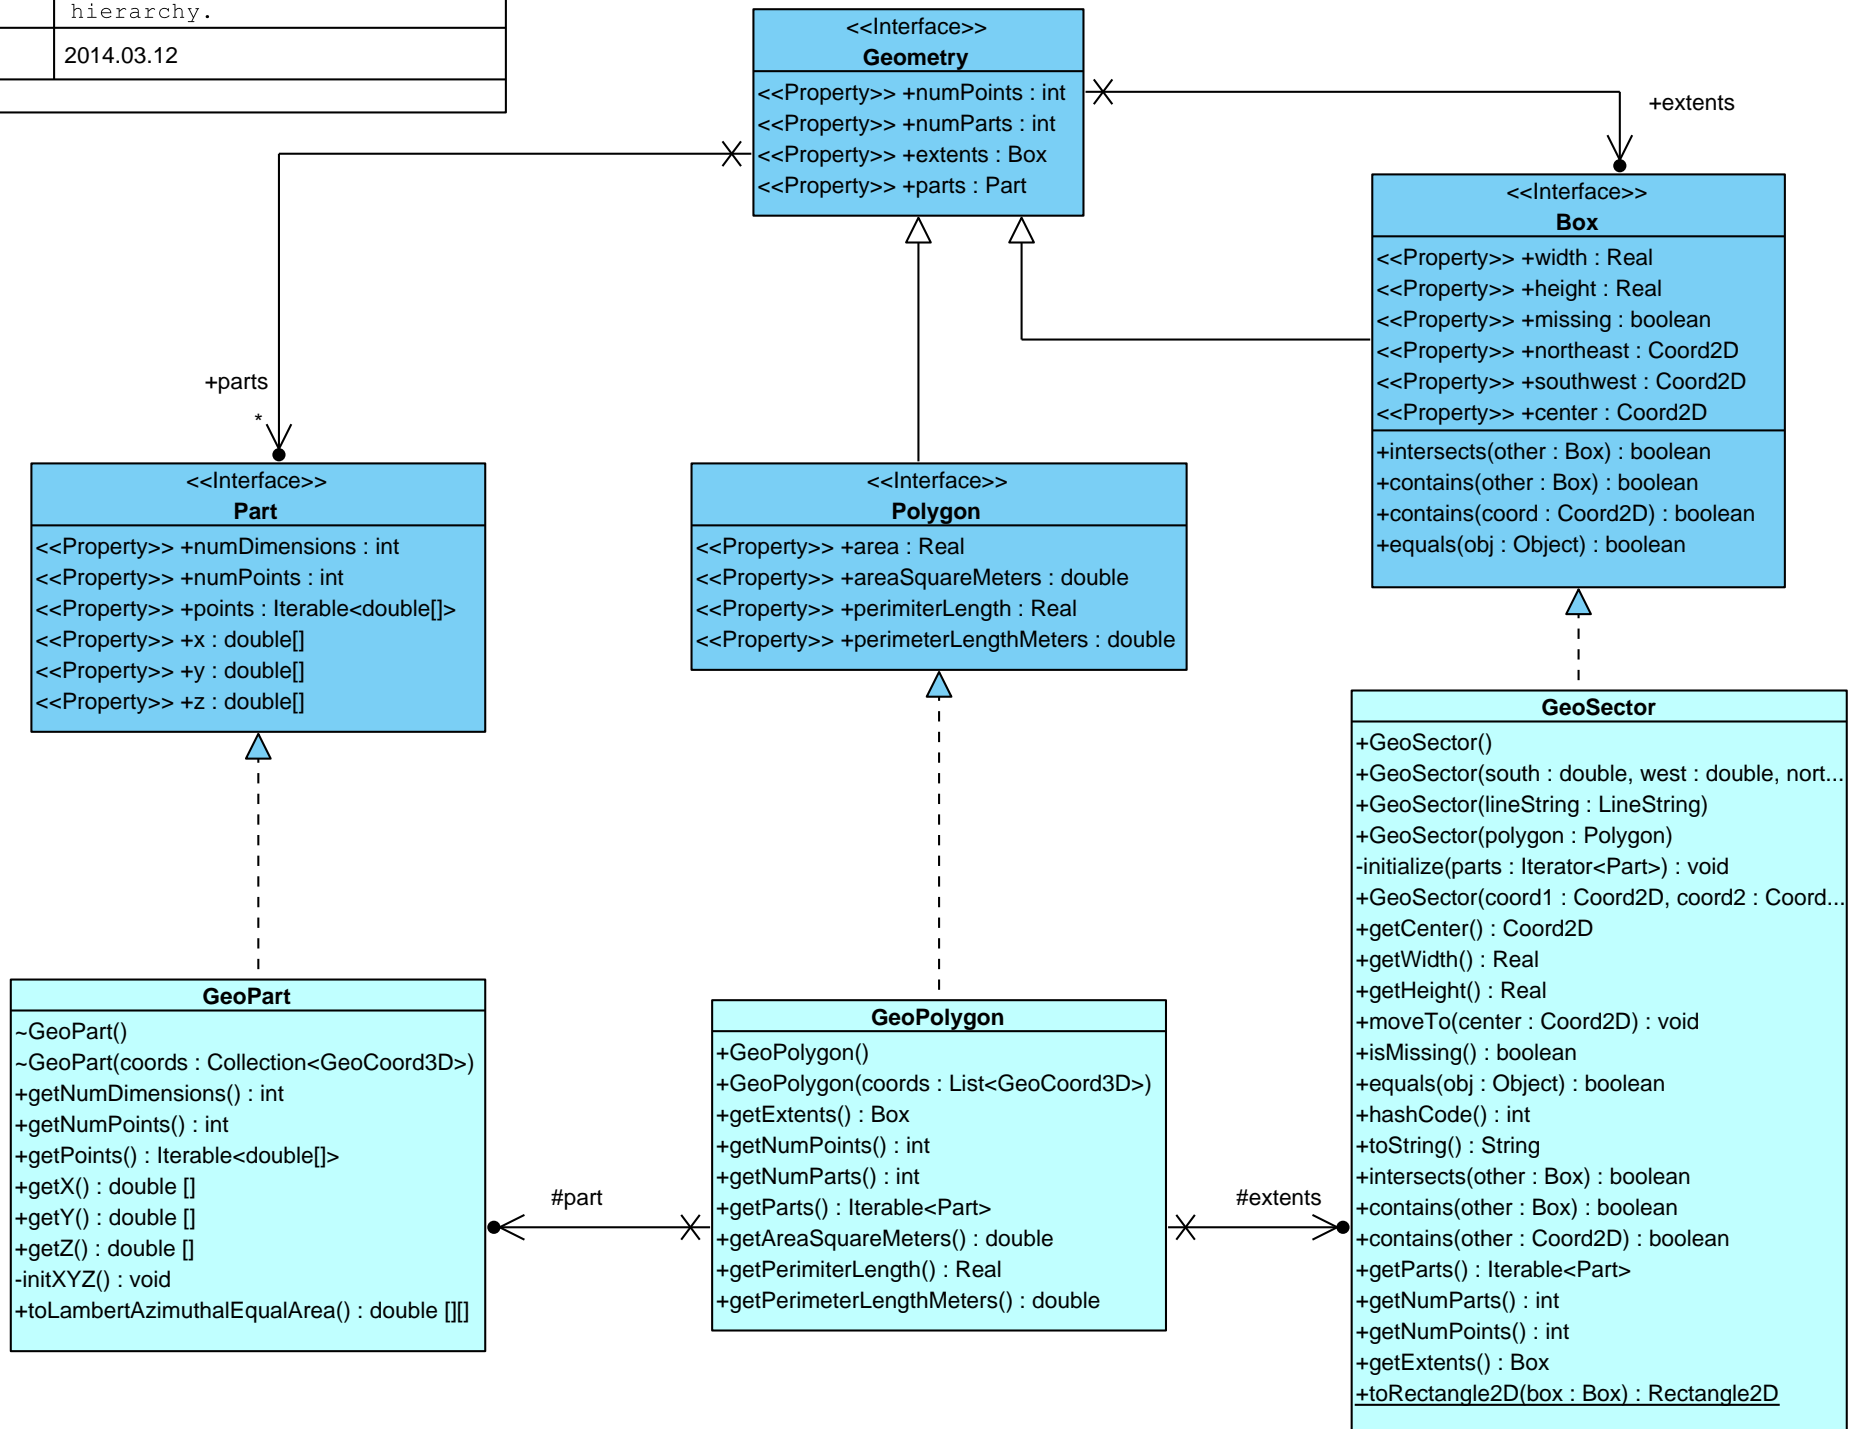 hierarchy.
2014.03.12
<<Interface>>
Geometry
<<Property>> +numPoints : int
<<Property>> +numParts : int
<<Property>> +extents : Box
<<Property>> +parts : Part
+extents
<<Interface>>
Box
<<Property>> +width : Real
<<Property>> +height : Real
<<Property>> +missing : boolean
<<Property>> +northeast : Coord2D
<<Property>> +southwest : Coord2D
<<Property>> +center : Coord2D
+intersects(other : Box) : boolean
+contains(other : Box) : boolean
+contains(coord : Coord2D) : boolean
+equals(obj : Object) : boolean
+parts
*
<<Interface>>
Part
<<Property>> +numDimensions : int
<<Property>> +numPoints : int
<<Property>> +points : Iterable<double[]>
<<Property>> +x : double[]
<<Property>> +y : double[]
<<Property>> +z : double[]
<<Interface>>
Polygon
<<Property>> +area : Real
<<Property>> +areaSquareMeters : double
<<Property>> +perimiterLength : Real
<<Property>> +perimeterLengthMeters : double
GeoSector
+GeoSector()
+GeoSector(south : double, west : double, nort...
+GeoSector(lineString : LineString)
+GeoSector(polygon : Polygon)
-initialize(parts : Iterator<Part>) : void
+GeoSector(coord1 : Coord2D, coord2 : Coord...
+getCenter() : Coord2D
+getWidth() : Real
+getHeight() : Real
+moveTo(center : Coord2D) : void
+isMissing() : boolean
+equals(obj : Object) : boolean
+hashCode() : int
+toString() : String
+intersects(other : Box) : boolean
+contains(other : Box) : boolean
+contains(other : Coord2D) : boolean
+getParts() : Iterable<Part>
+getNumParts() : int
+getNumPoints() : int
+getExtents() : Box
+toRectangle2D(box : Box) : Rectangle2D
GeoPart
~GeoPart()
~GeoPart(coords : Collection<GeoCoord3D>)
+getNumDimensions() : int
+getNumPoints() : int
+getPoints() : Iterable<double[]>
+getX() : double []
+getY() : double []
+getZ() : double []
-initXYZ() : void
+toLambertAzimuthalEqualArea() : double [][]
#part
GeoPolygon
+GeoPolygon()
+GeoPolygon(coords : List<GeoCoord3D>)
+getExtents() : Box
+getNumPoints() : int
+getNumParts() : int
+getParts() : Iterable<Part>
+getAreaSquareMeters() : double
+getPerimiterLength() : Real
+getPerimeterLengthMeters() : double
#extents